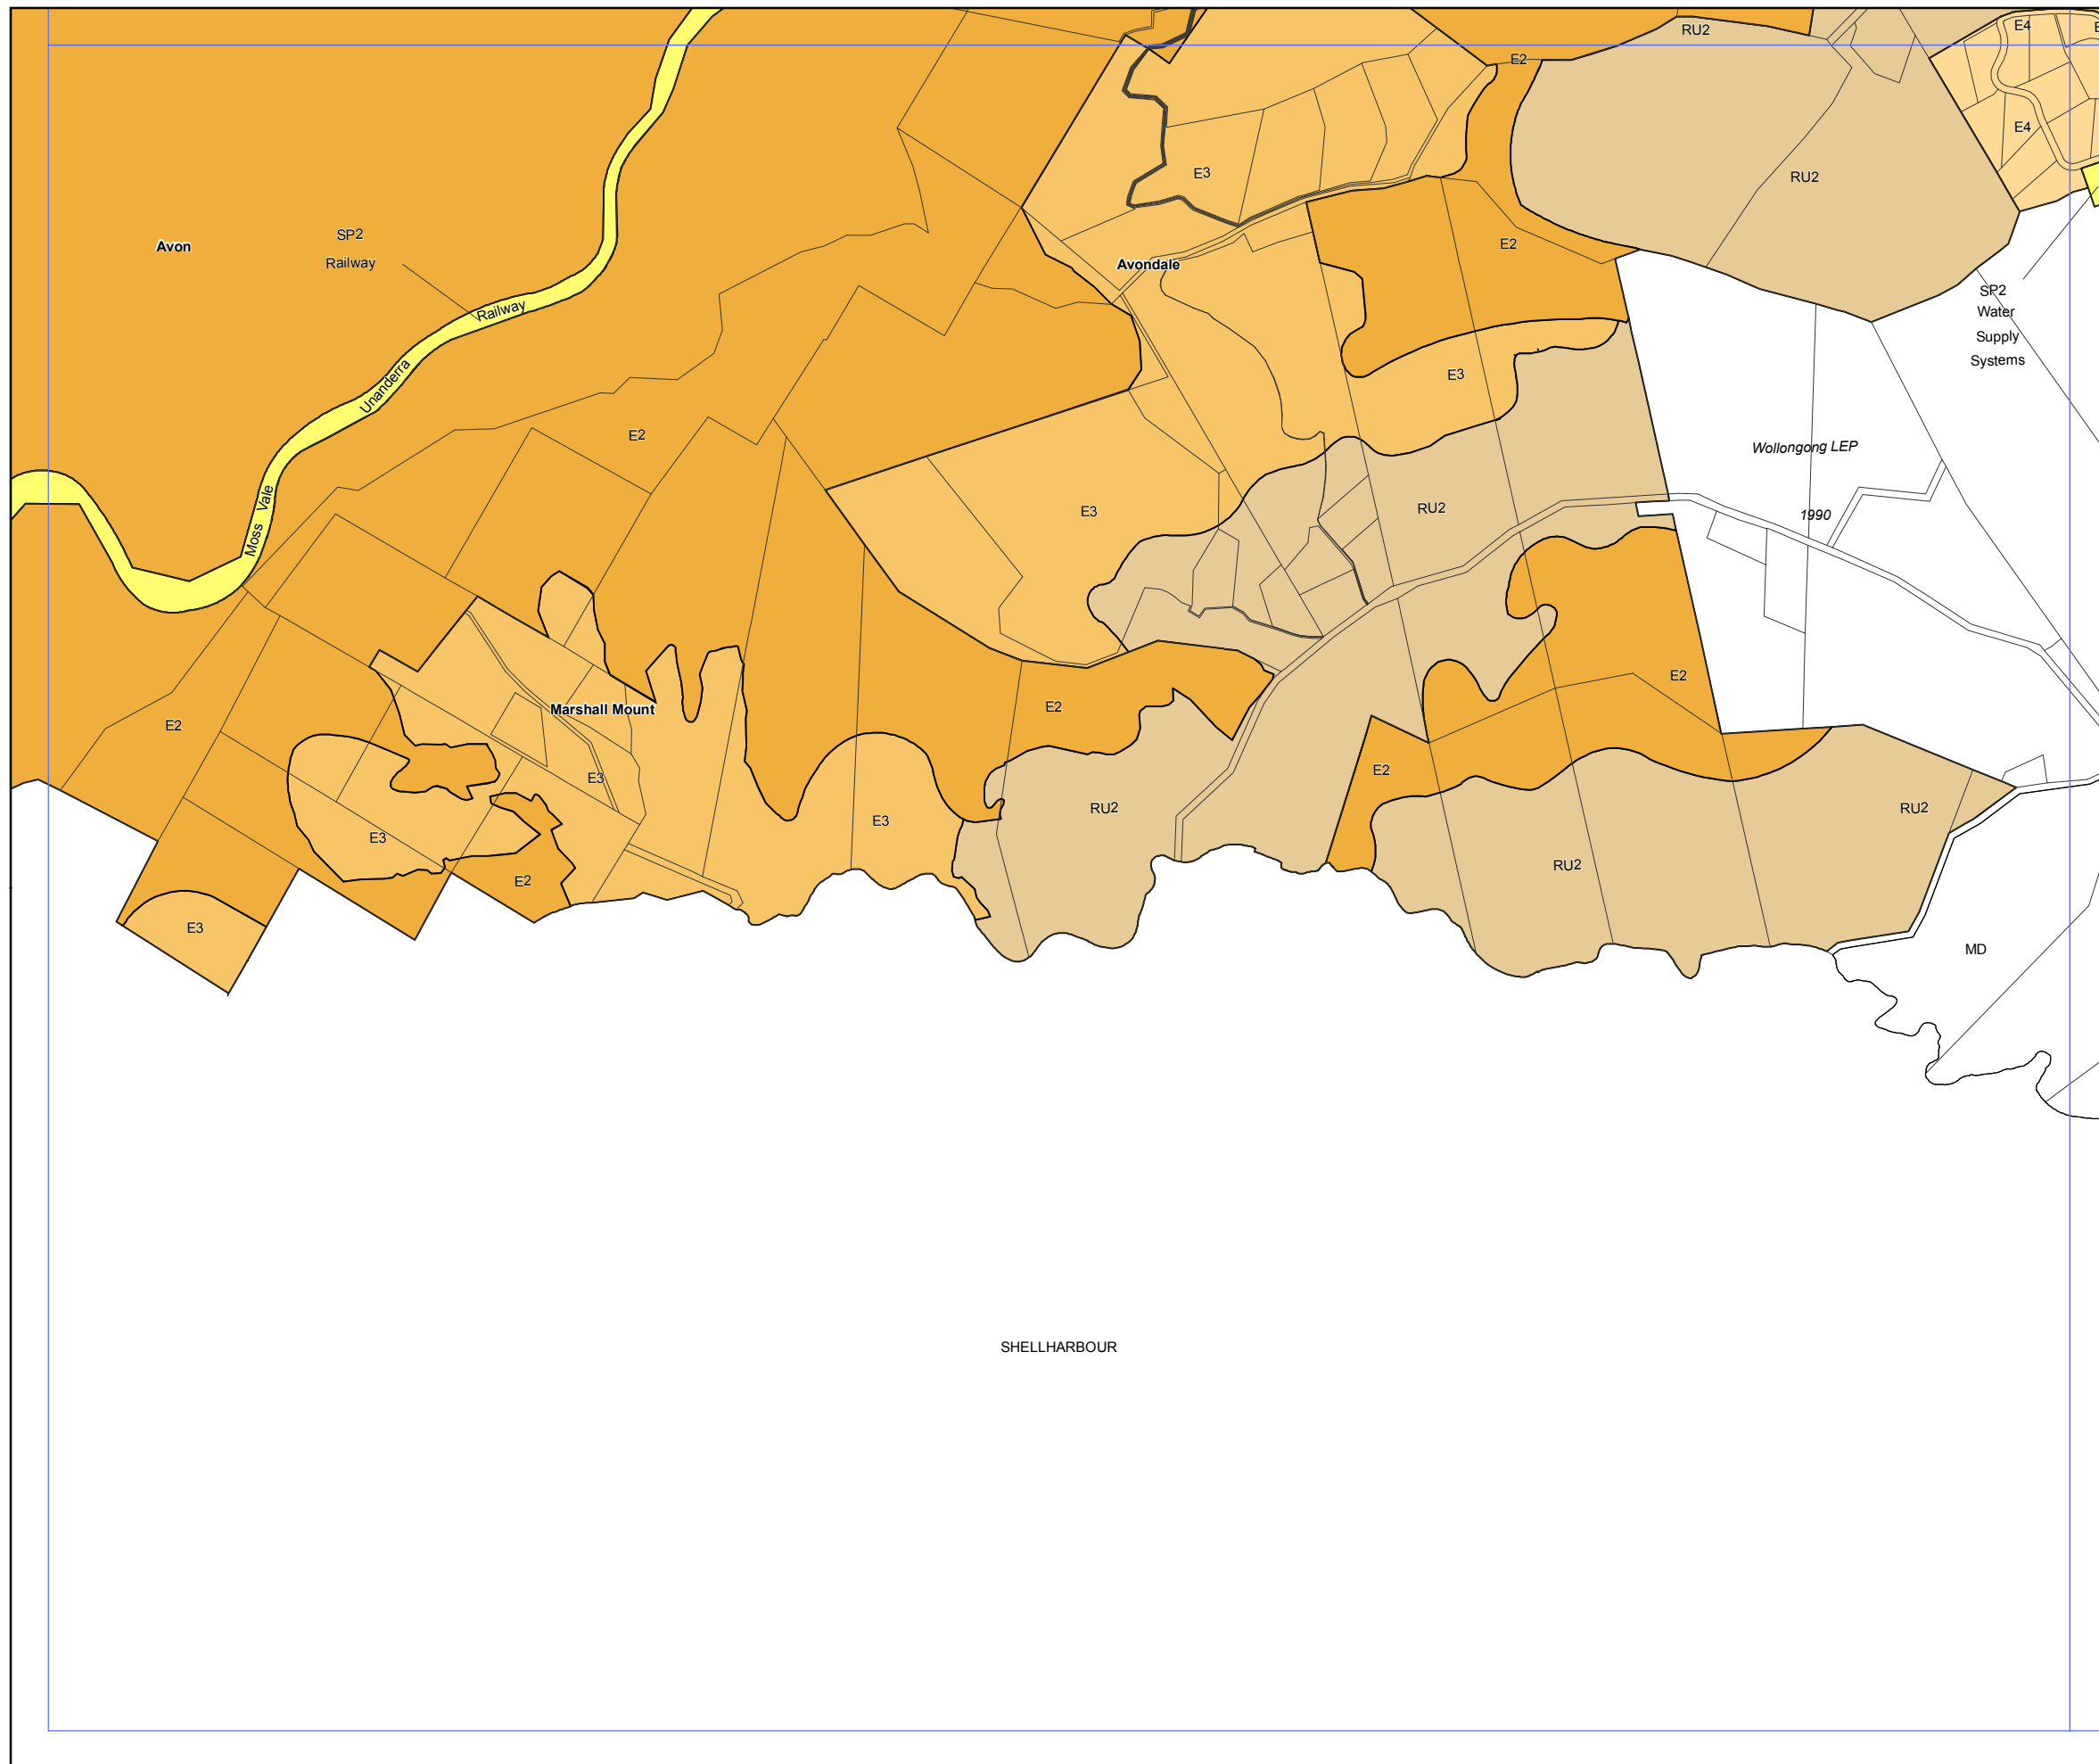 E4
E
RU2
E2
E4
E3
RU2
SP2
Avon
Railway
E2
Avondale
SP2
Water
Supply
Systems
Railway
E3
Unanderra
E2
Wollongong LEP
Moss Vale
E3
RU2
1990
E2
E2
Marshall Mount
E2
E2
E3
RU2
RU2
E3
E3
RU2
E2
E3
MD
SHELLHARBOUR